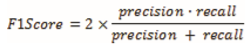 F1Score = 2 × precision · recall / precision + recall